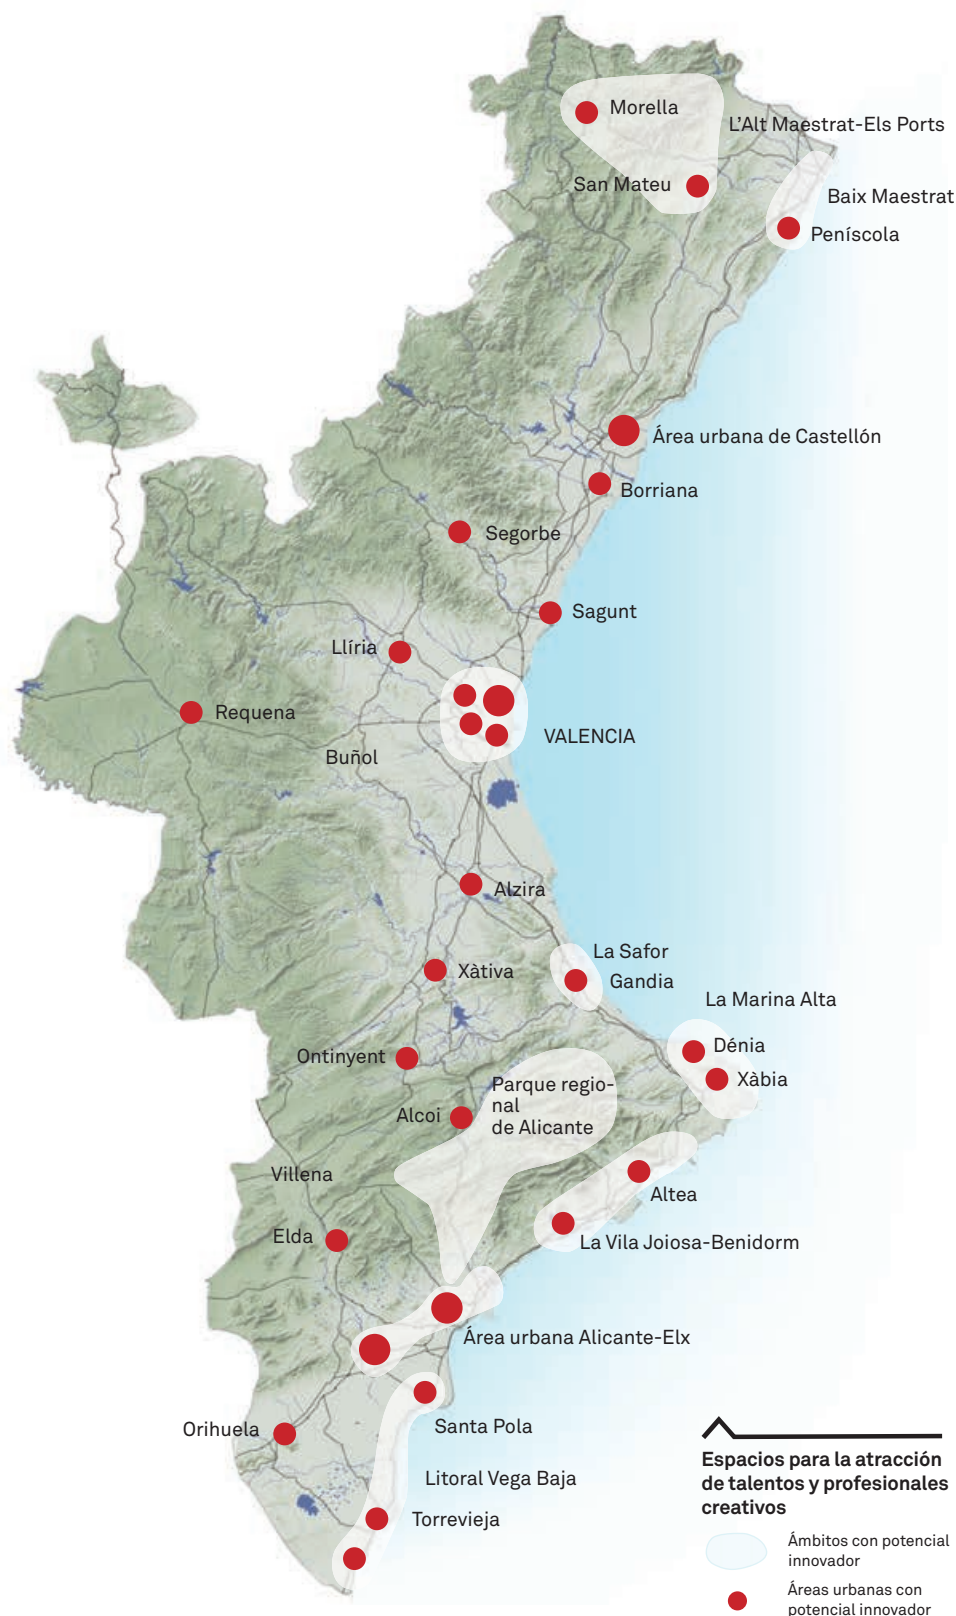 Morella
L'Alt Maestrat-Els Ports
San Mateu
Baix Maestrat
Peníscola
Área urbana de Castellón
Borriana
Segorbe
Sagunt
Llíria
Requena
VALENCIA
Buñol
Alzira
La Safor
Xàtiva
Gandia
La Marina Alta
Dénia
Ontinyent
Xàbia
Parque regio-
nal
de Alicante
Alcoi
Villena
Altea
Elda
La Vila Joiosa-Benidorm
Área urbana Alicante-Elx
Santa Pola
Orihuela
Litoral Vega Baja
Torrevieja
Espacios para la atracción
de talentos y profesionales
creativos
Ámbitos con potencial
innovador
Áreas urbanas con
potencial innovador